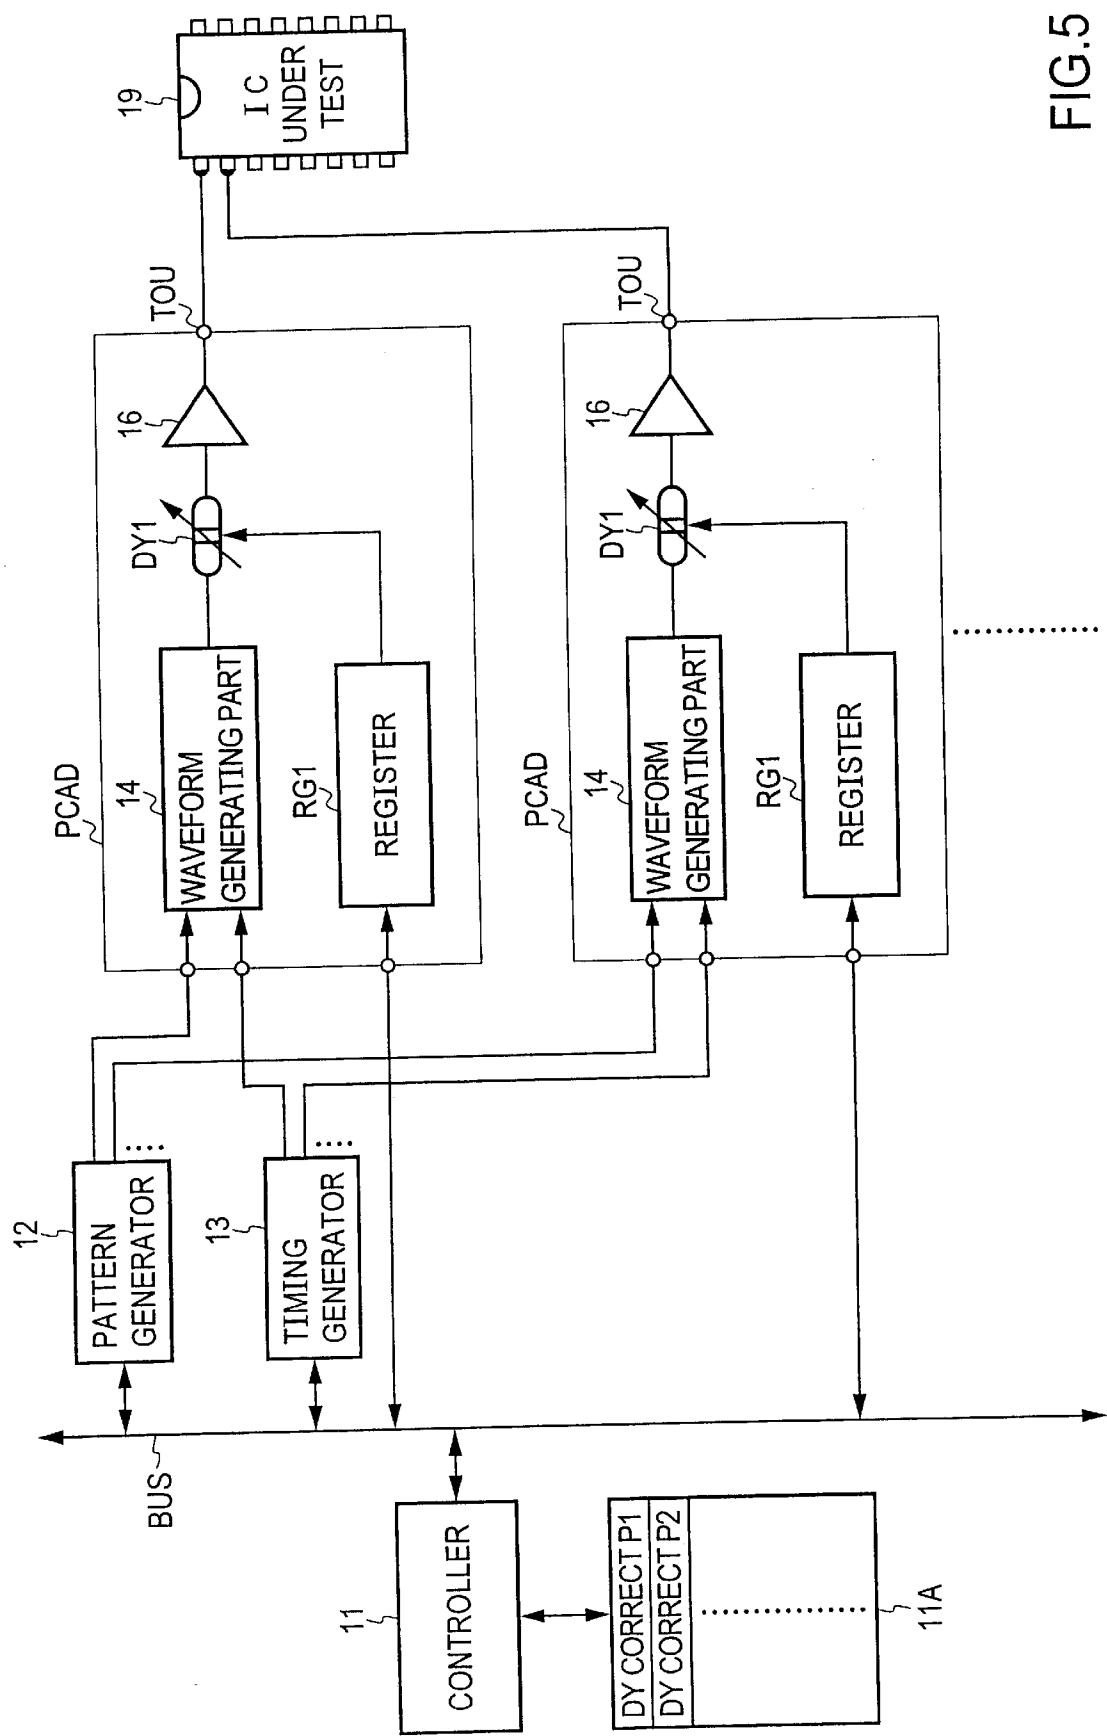 19
IC
UNDER
TEST
PCAD
TOU
14
WAVEFORM
GENERATING PART
DY1
16
RG1
REGISTER
PCAD
TOU
14
WAVEFORM
GENERATING PART
DY1
16
RG1
REGISTER
12
PATTERN
GENERATOR
13
TIMING
GENERATOR
BUS
11
CONTROLLER
DY CORRECT P1
DY CORRECT P2
11A
FIG.5